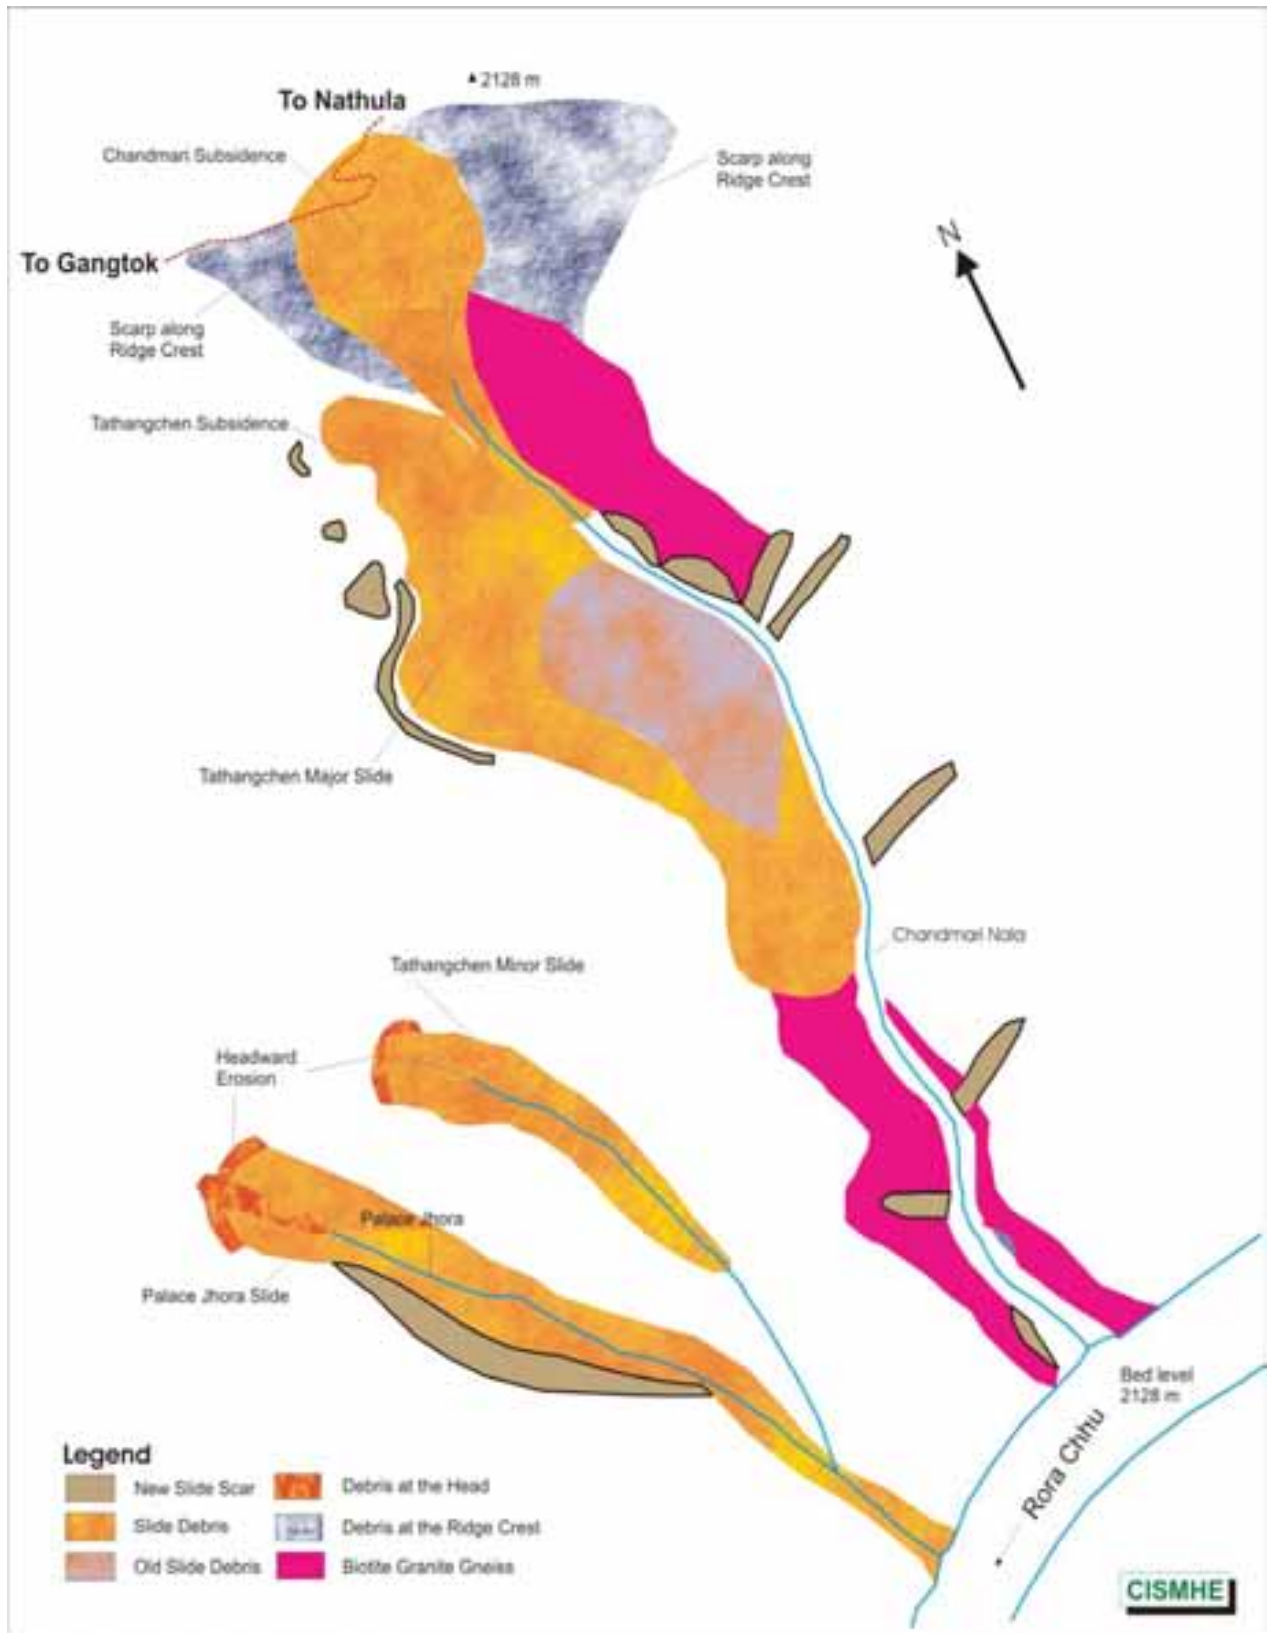 2128 m
To Nathula
Chandmari Subsidence
Scarp along
Ridge Crest
N
To Gangtok
Scarp along
Ridge Crest
Tathangchen Subsidence
Tathangchen Major Slide
Chandmari Nala
Tathangchen Minor Slide
Headward
Erosion
Palace Jhora
Palace Jhora Slide
Bed level
2128 m
Rora Chhu
Legend
New Slide Scar
Debris at the Head
Slide Debris
Debris at the Ridge Crest
Old Slide Debris
Biotite Granite Gneiss
CISMHE